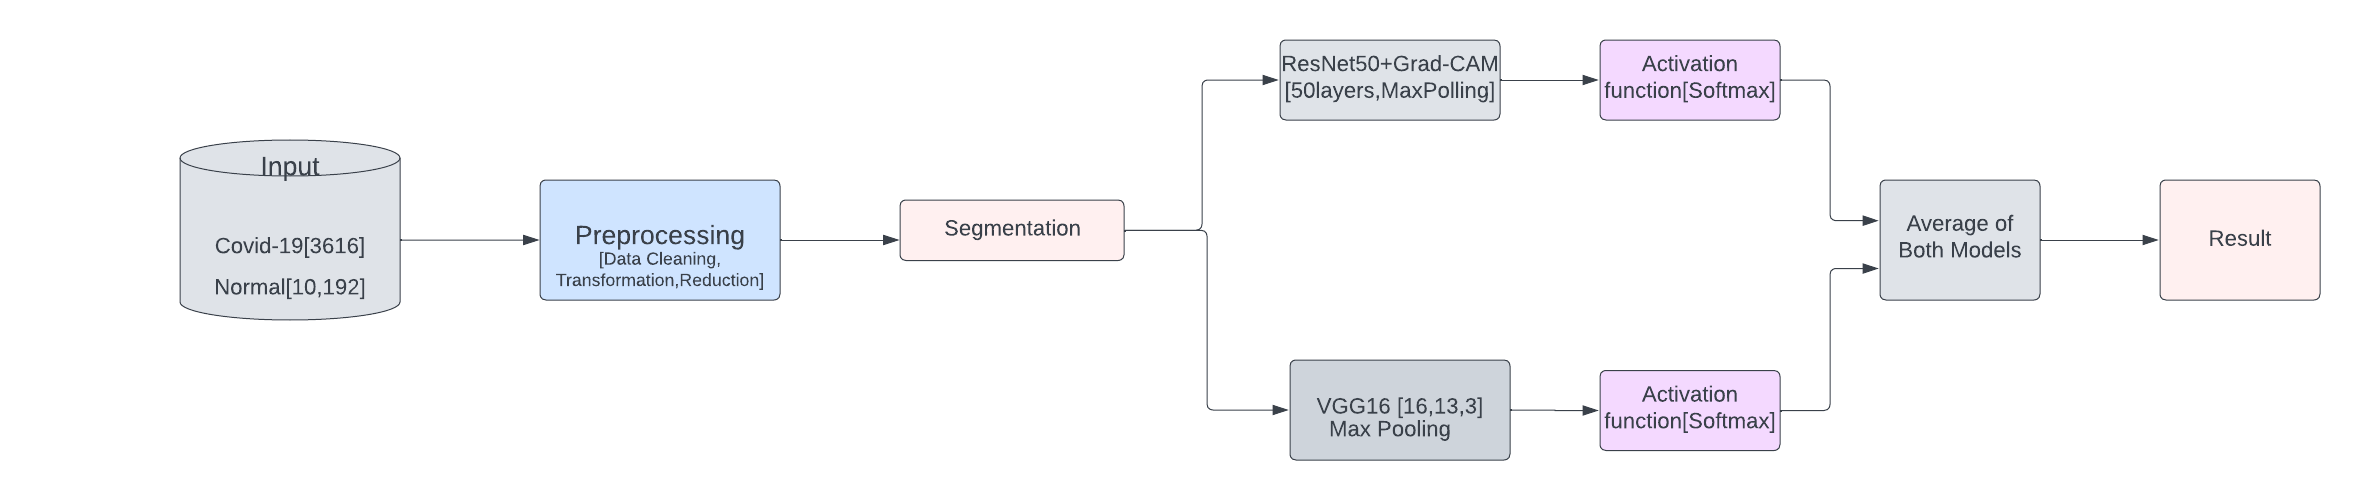 Input
Covid-19[3616]
Normal[10,192]
Preprocessing
[Data Cleaning,
Transformation,Reduction]
Segmentation
ResNet50+Grad-CAM
[50layers,MaxPolling]
Activation
function[Softmax]
VGG16 [16,13,3]
Max Pooling
Activation
function[Softmax]
Average of
Both Models
Result